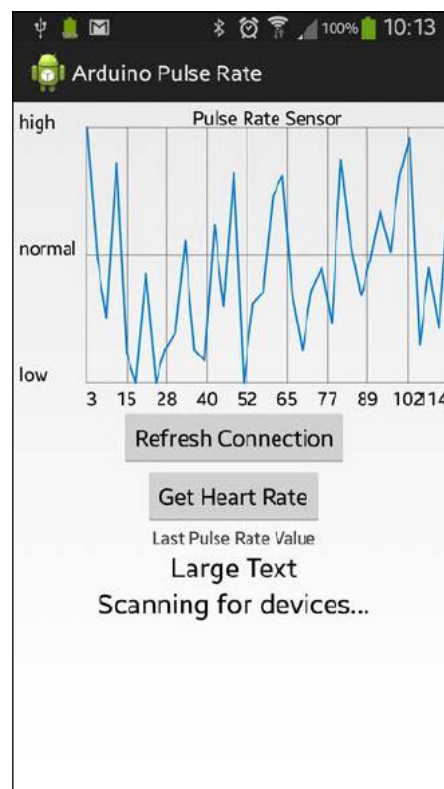 100% 10:13
Arduino Pulse Rate
Pulse Rate Sensor
high
normal
low
3 15 28 40 52 65 77 89 102 114
Refresh Connection
Get Heart Rate
Last Pulse Rate Value
Large Text
Scanning for devices...